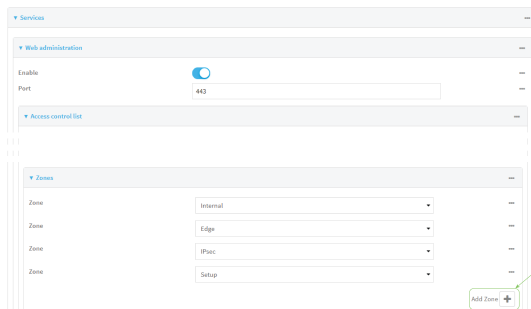 Services
Web administration
Enable
Port 443
Access control list
Zones
Zone Internal
Zone Edge
Zone IPsec
Zone Setup
Add Zone